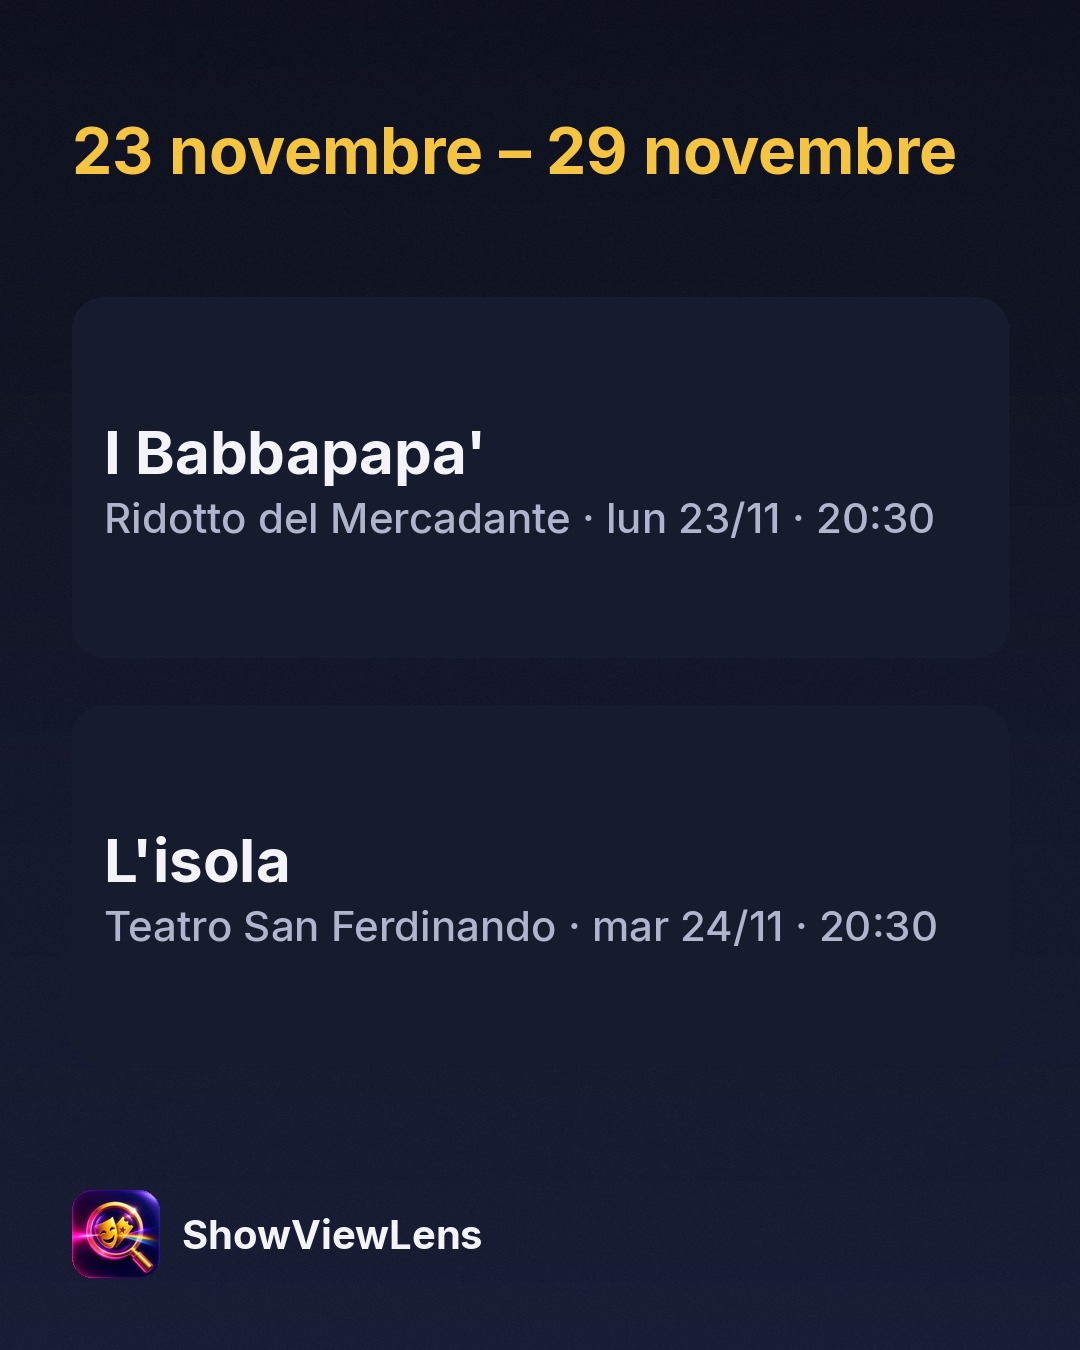 23 novembre – 29 novembre
I Babbapapa'
Ridotto del Mercadante · lun 23/11 · 20:30
L'isola
Teatro San Ferdinando · mar 24/11 · 20:30
ShowViewLens